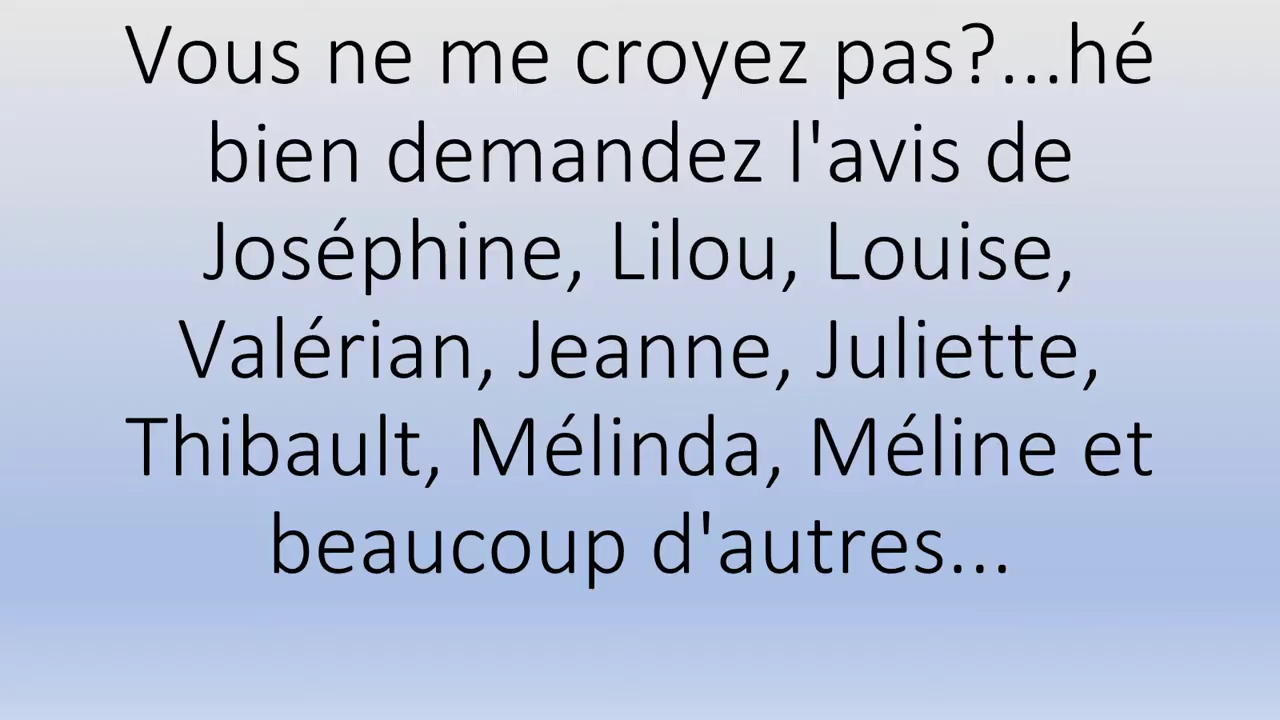 Vous ne me croyez pas?...hé
bien demandez l'avis de
Joséphine, Lilou, Louise,
Valérian, Jeanne, Juliette,
Thibault, Mélinda, Méline et
beaucoup d'autres...